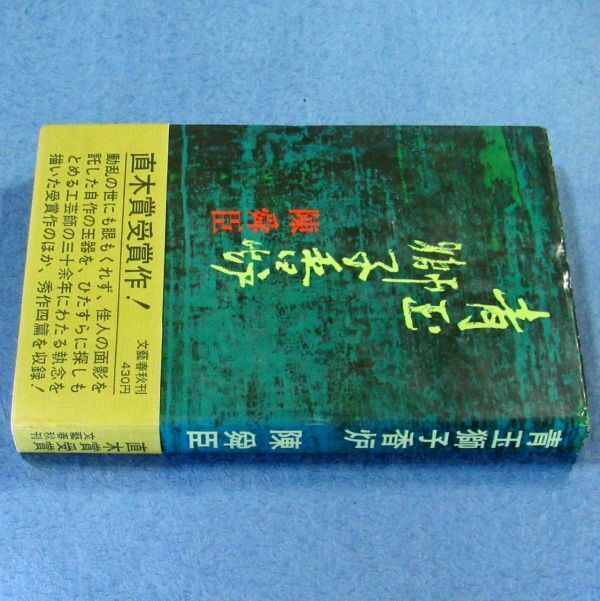 青玉
獅子香炉
陳舜臣
直木賞受賞作!
動乱の世にも眼もくれず、佳人の面影を
託した自作の玉器を、ひたすらに探しも
とめる工芸師の三十余年にわたる執念を
描いた受賞作のほか、秀作四篇を収録!
文藝春秋刊
430円
青玉獅子香炉 陳舜臣
直木賞受賞
文藝春秋刊